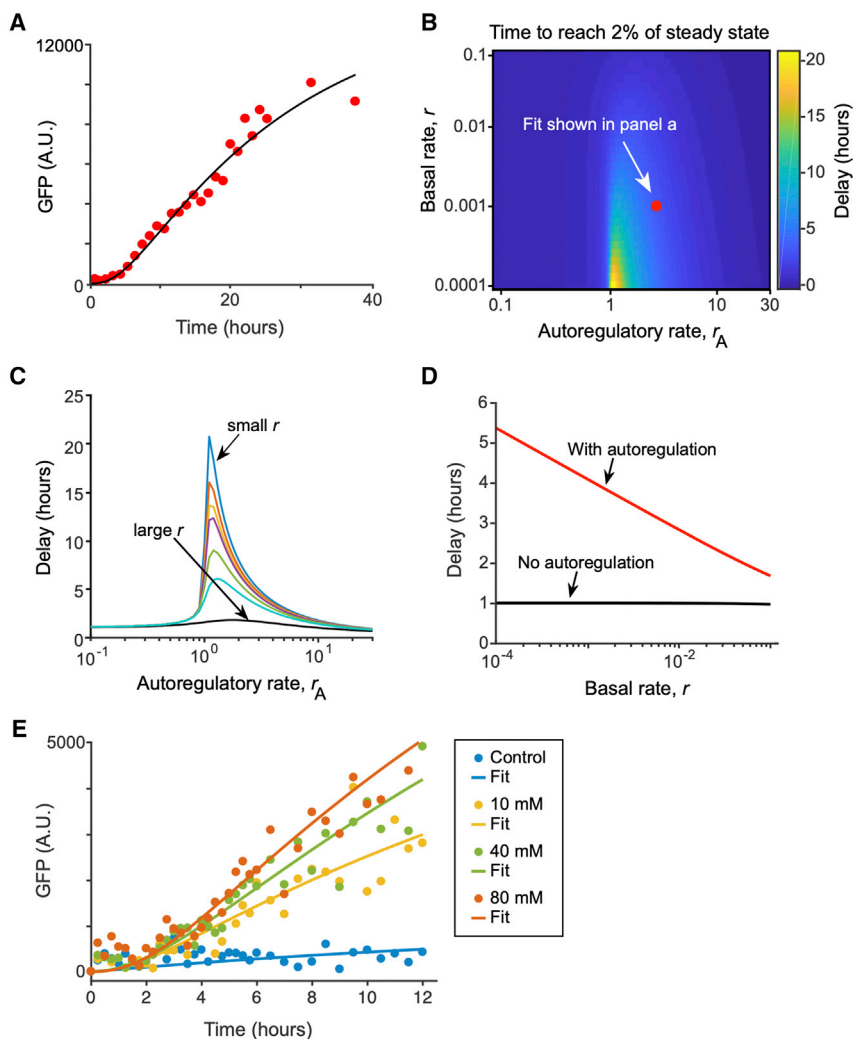 A
12000
GFP (A.U.)
0
0
20
40
Time (hours)
B
Time to reach 2% of steady state
0.1
0.01
0.001
0.0001
Basal rate, r
Fit shown in panel a
0.1
1
10
30
Autoregulatory rate, rA
20
15
10
5
0
Delay (hours)
C
25
20
15
10
5
0
Delay (hours)
small r
large r
10-1
100
101
Autoregulatory rate, rA
D
6
5
4
3
2
1
0
Delay (hours)
With autoregulation
No autoregulation
10-4
10-2
Basal rate, r
E
5000
GFP (A.U.)
0
0
2
4
6
8
10
12
Time (hours)
Control
Fit
10 mM
Fit
40 mM
Fit
80 mM
Fit